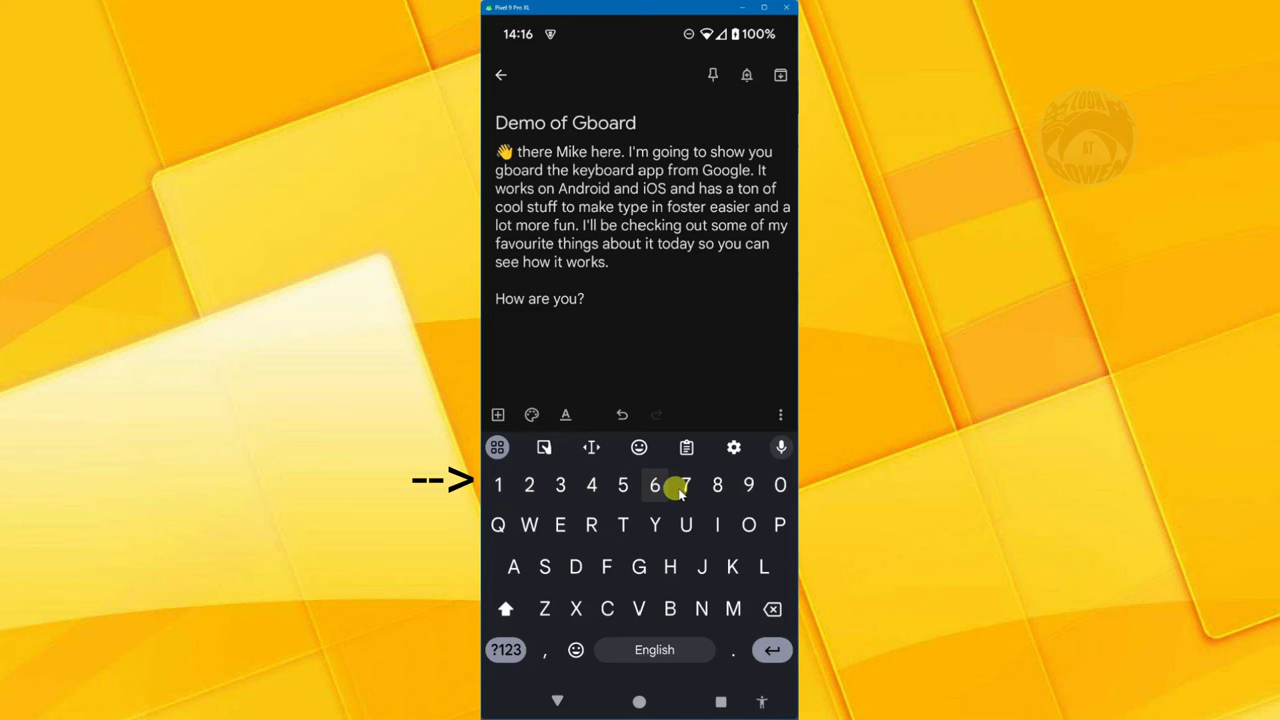 Pixel 9 Pro XL
14:16
100%
Demo of Gboard
👋 there Mike here. I'm going to show you
gboard the keyboard app from Google. It
works on Android and iOS and has a ton of
cool stuff to make type in foster easier and a
lot more fun. I'll be checking out some of my
favourite things about it today so you can
see how it works.
How are you?
-->
1 2 3 4 5 6 7 8 9 0
Q W E R T Y U I O P
A S D F G H J K L
Z X C V B N M
?123 , English .